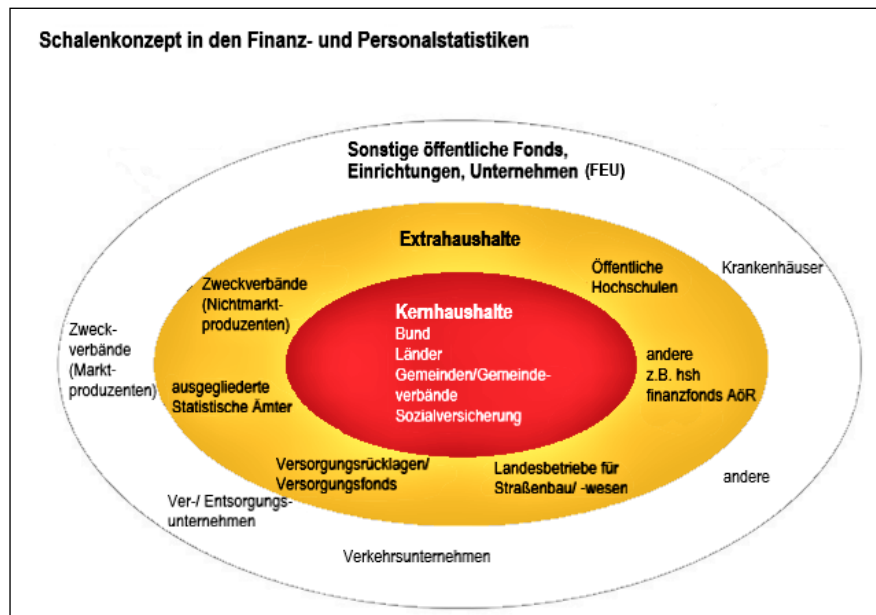 Schalenkonzept in den Finanz- und Personalstatistiken
Sonstige öffentliche Fonds,
Einrichtungen, Unternehmen (FEU)
Extrahaushalte
Zweckverbände
(Nichtmarkt-
produzenten)
Öffentliche
Hochschulen
Krankenhäuser
Kernhaushalte
Bund
Länder
Gemeinden/Gemeinde-
verbände
Sozialversicherung
Zweck-
verbände
(Markt-
produzenten)
andere
z.B. hsh
finanzfonds AöR
ausgegliederte
Statistische Ämter
Versorgungsrücklagen/
Versorgungsfonds
Landesbetriebe für
Straßenbau/ -wesen
andere
Ver-/ Entsorgungs-
unternehmen
Verkehrsunternehmen